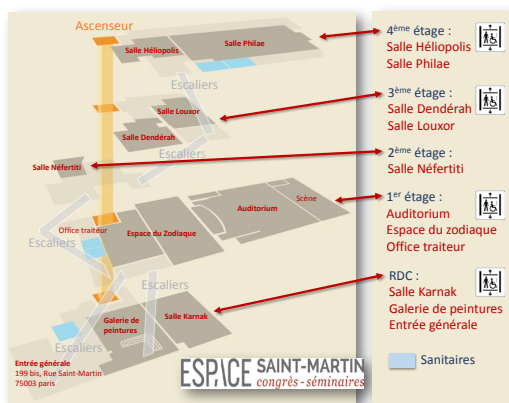 Ascenseur
Salle Héliopolis
Salle Philae
Escaliers
Salle Louxor
Salle Dendérah
Escaliers
Salle Néfertiti
Office traiteur
Espace du Zodiaque
Auditorium
Scène
Escaliers
Escaliers
Galerie de
peintures
Salle Karnak
Escaliers
Entrée générale
199 bis, Rue Saint-Martin
75003 paris
ESPACE SAINT-MARTIN
congrès-séminaires
4ème étage :
Salle Héliopolis
Salle Philae
3ème étage :
Salle Dendérah
Salle Louxor
2ème étage :
Salle Néfertiti
1er étage :
Auditorium
Espace du zodiaque
Office traiteur
RDC :
Salle Karnak
Galerie de peintures
Entrée générale
Sanitaires